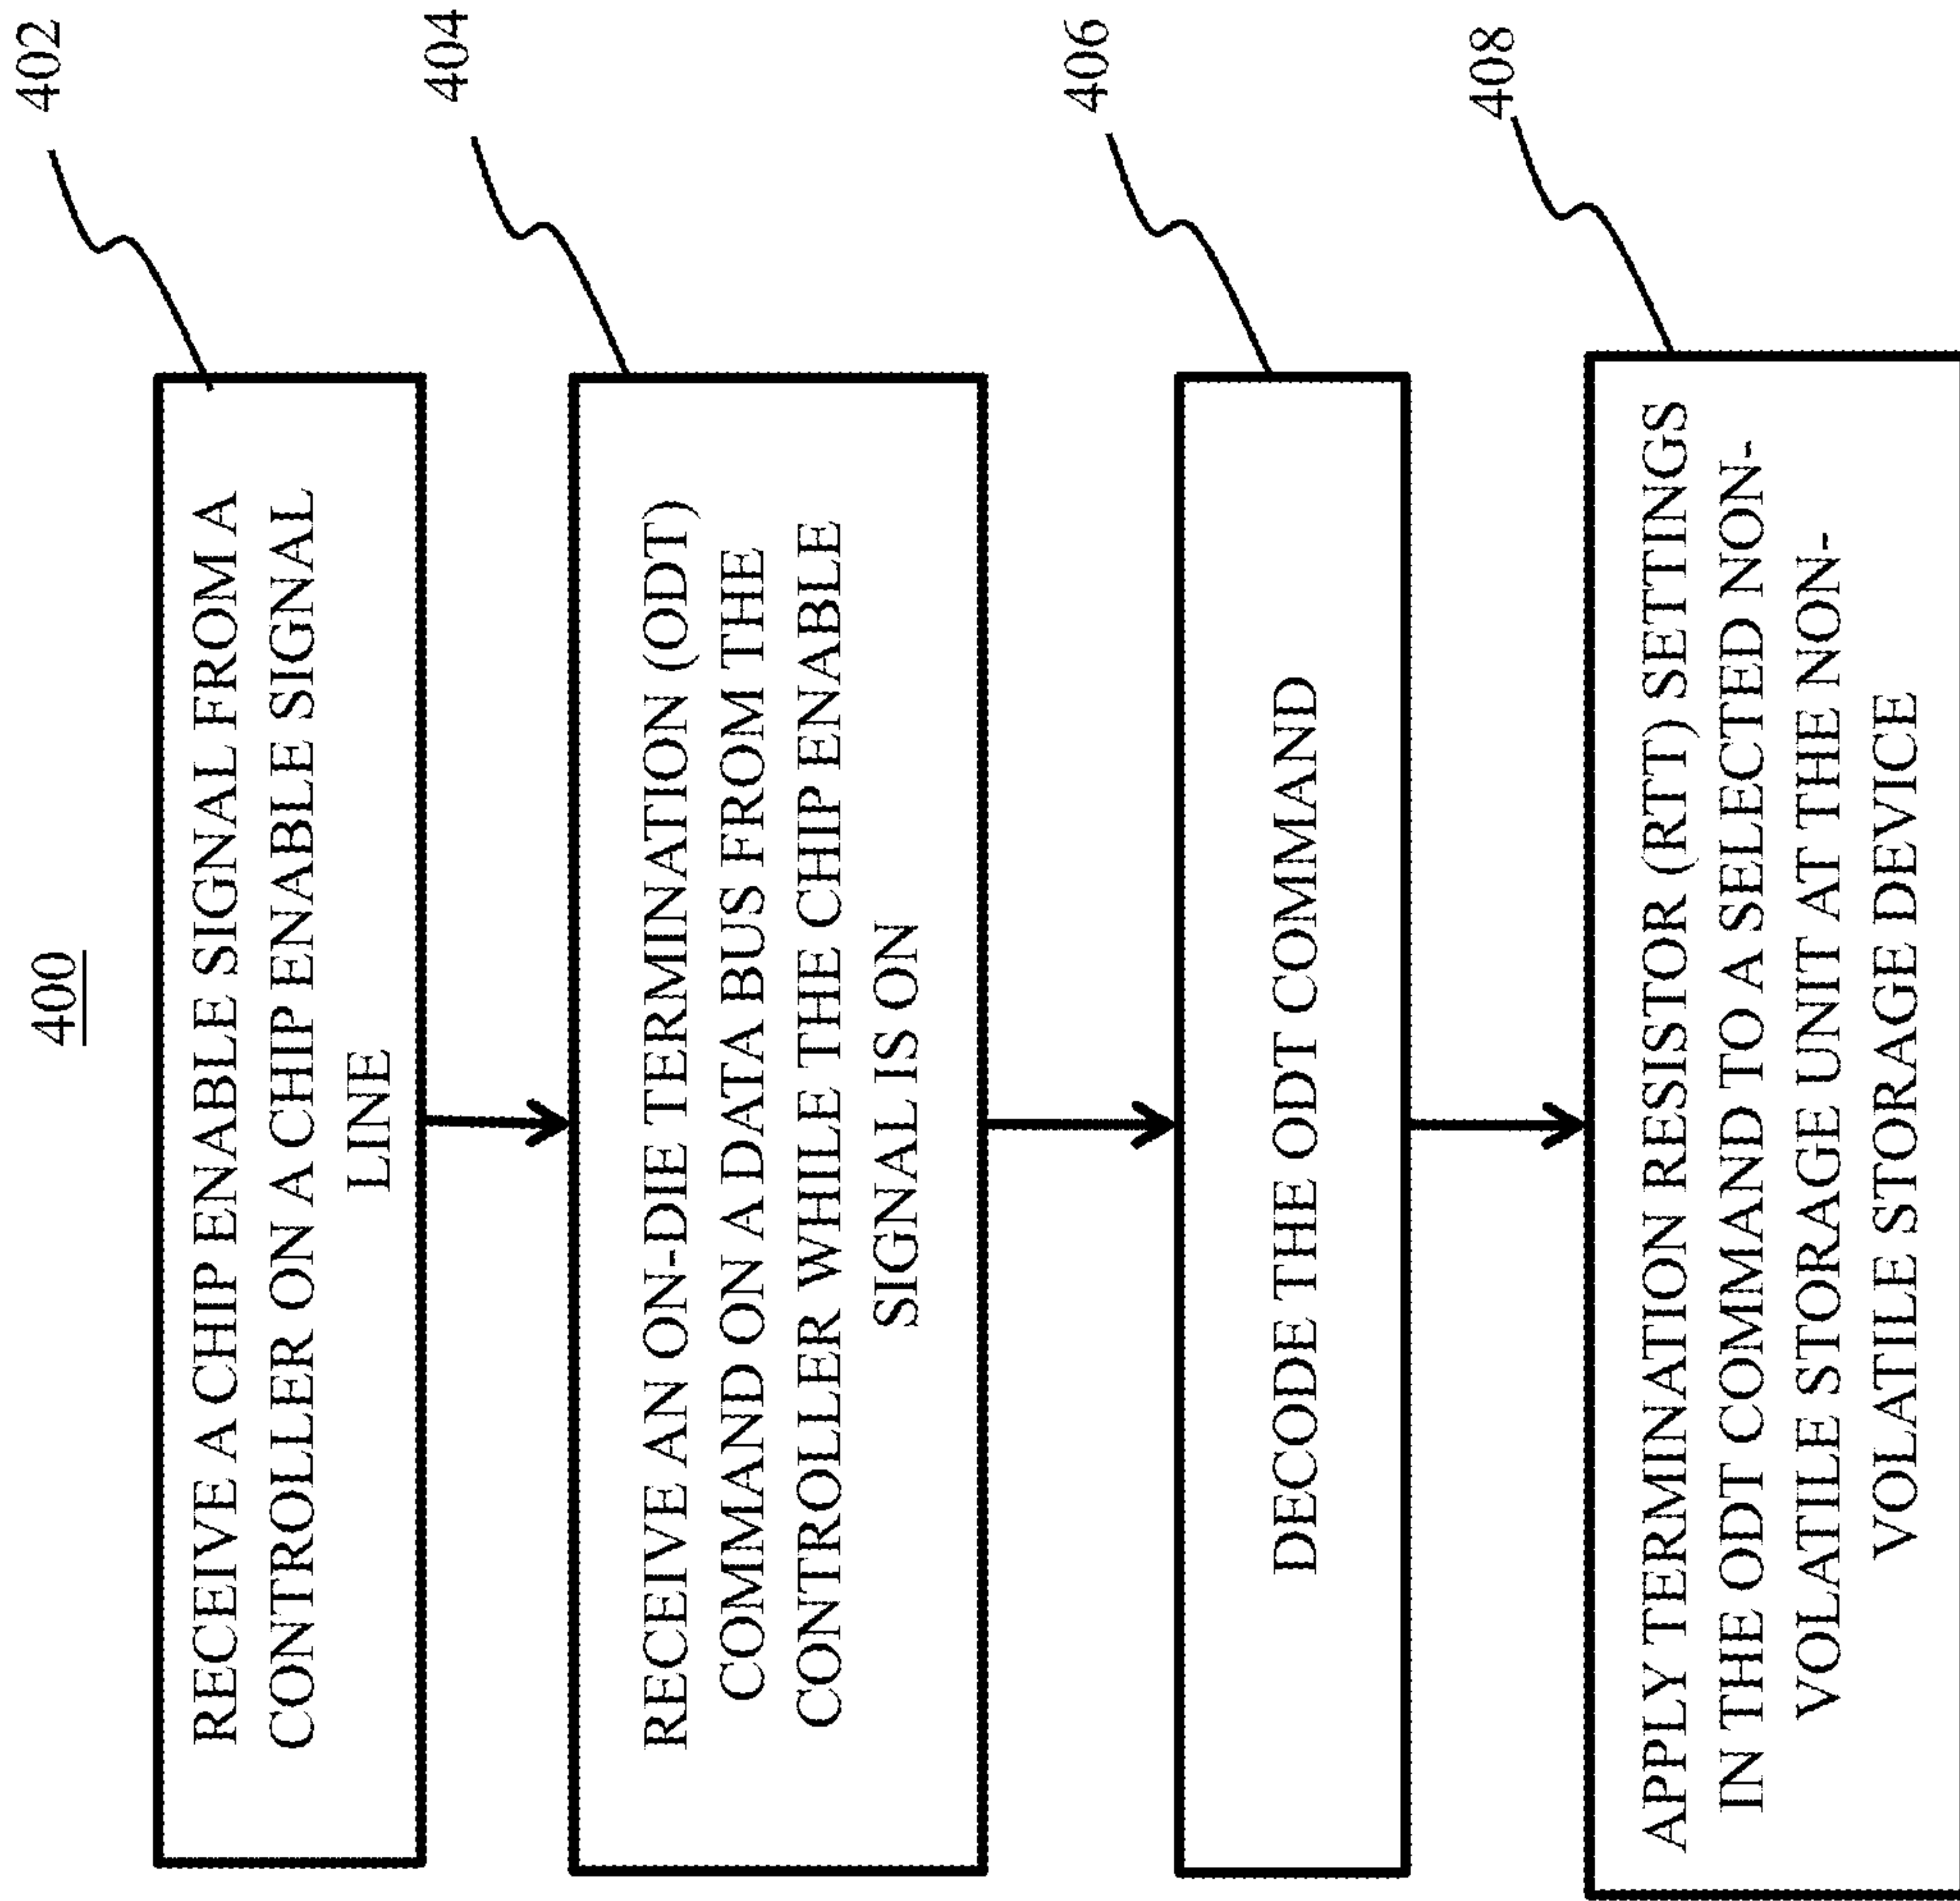 400
402
RECEIVE A CHIP ENABLE SIGNAL FROM A
CONTROLLER ON A CHIP ENABLE SIGNAL
LINE
404
RECEIVE AN ON-DIE TERMINATION (ODT)
COMMAND ON A DATA BUS FROM THE
CONTROLLER WHILE THE CHIP ENABLE
SIGNAL IS ON
406
DECODE THE ODT COMMAND
408
APPLY TERMINATION RESISTOR (RTT) SETTINGS
IN THE ODT COMMAND TO A SELECTED NON-
VOLATILE STORAGE UNIT AT THE NON-
VOLATILE STORAGE DEVICE